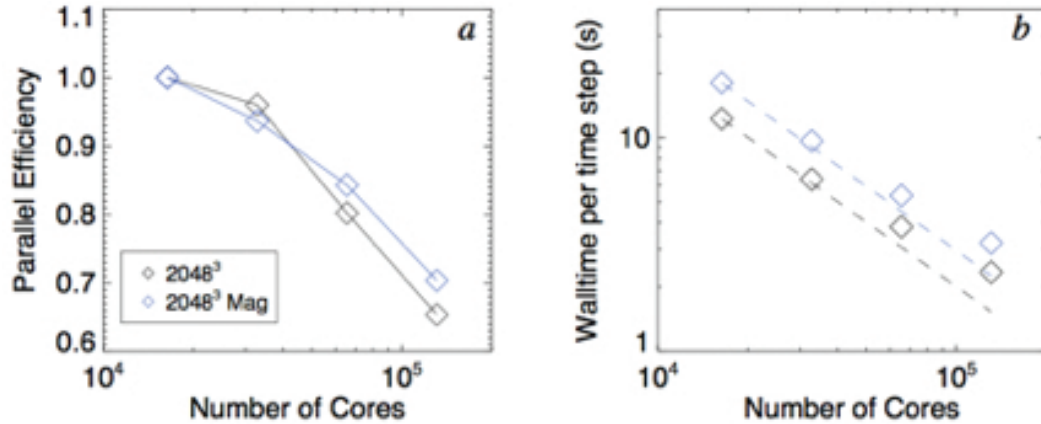 a
1.1
1.0
0.9
0.8
0.7
0.6
Parallel Efficiency
2048³
2048³ Mag
10⁴
10⁵
Number of Cores
b
Walltime per time step (s)
10
1
10⁴
10⁵
Number of Cores